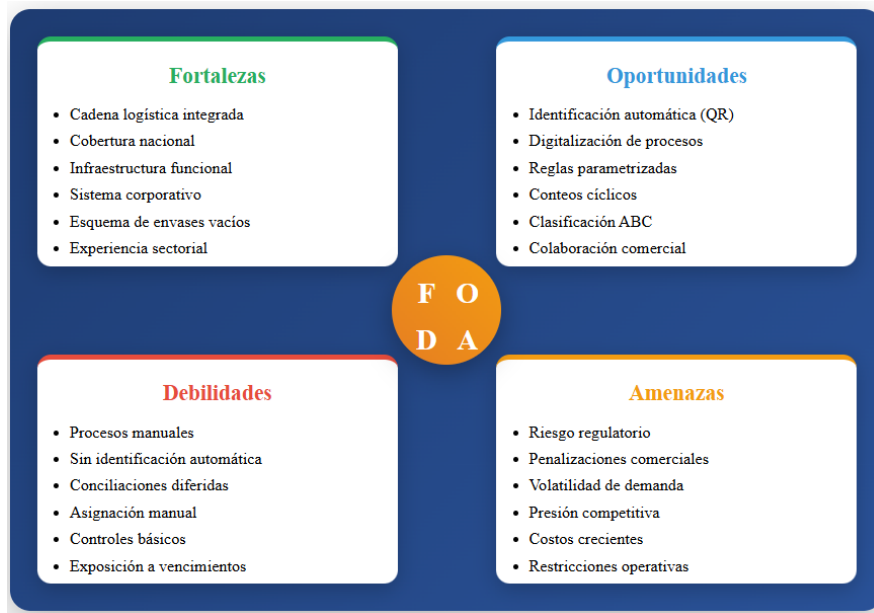 Fortalezas
Cadena logística integrada
Cobertura nacional
Infraestructura funcional
Sistema corporativo
Esquema de envases vacíos
Experiencia sectorial
Oportunidades
Identificación automática (QR)
Digitalización de procesos
Reglas parametrizadas
Conteos cíclicos
Clasificación ABC
Colaboración comercial
F O
D A
Debilidades
Procesos manuales
Sin identificación automática
Conciliaciones diferidas
Asignación manual
Controles básicos
Exposición a vencimientos
Amenazas
Riesgo regulatorio
Penalizaciones comerciales
Volatilidad de demanda
Presión competitiva
Costos crecientes
Restricciones operativas